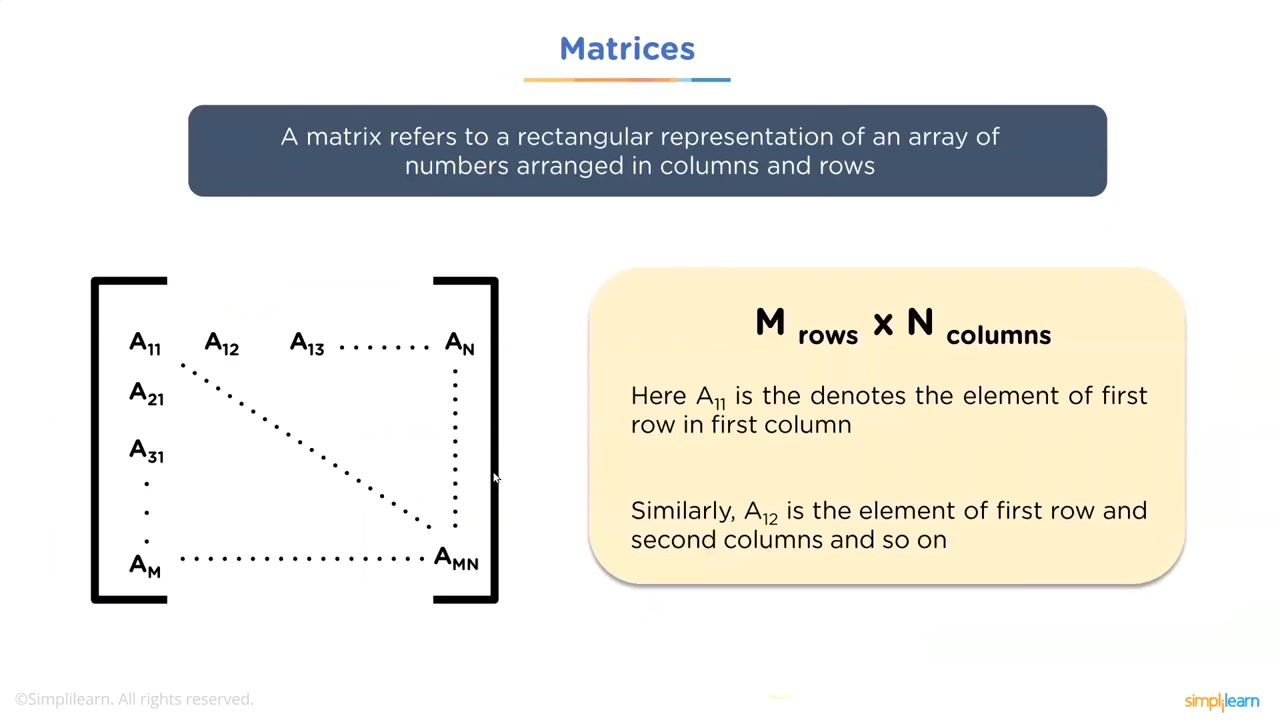 Matrices
A matrix refers to a rectangular representation of an array of
numbers arranged in columns and rows
A11 A12 A13 ....... AN
A21
A31
AM .................. AMN
M rows x N columns
Here A11 is the denotes the element of first
row in first column
Similarly, A12 is the element of first row and
second columns and so on
©Simplilearn. All rights reserved.
simplilearn